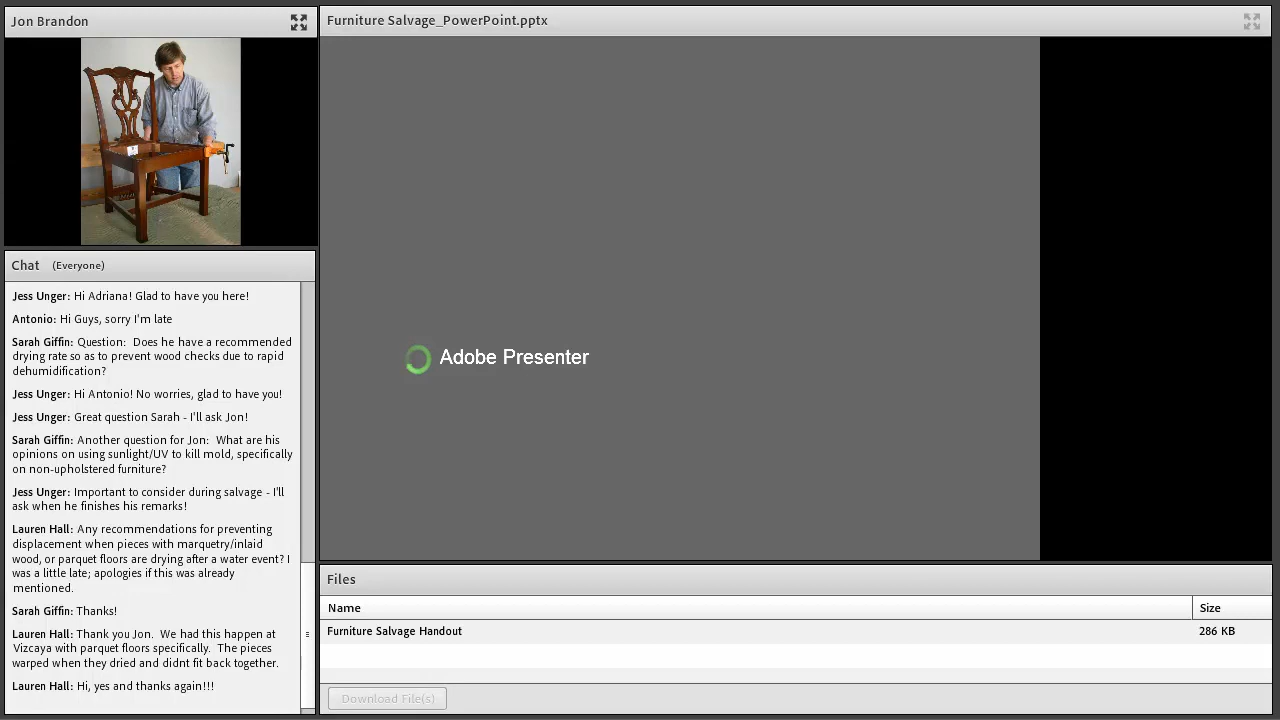 Jon Brandon
Furniture Salvage_PowerPoint.pptx
Adobe Presenter
Chat (Everyone)
Jess Unger: Hi Adriana! Glad to have you here!
Antonio: Hi Guys, sorry I'm late
Sarah Giffin: Question:  Does he have a recommended
drying rate so as to prevent wood checks due to rapid
dehumidification?
Jess Unger: Hi Antonio! No worries, glad to have you!
Jess Unger: Great question Sarah - I'll ask Jon!
Sarah Giffin: Another question for Jon:  What are his
opinions on using sunlight/UV to kill mold, specifically
on non-upholstered furniture?
Jess Unger: Important to consider during salvage - I'll
ask when he finishes his remarks!
Lauren Hall: Any recommendations for preventing
displacement when pieces with marquetry/inlaid
wood, or parquet floors are drying after a water event? I
was a little late; apologies if this was already
mentioned.
Sarah Giffin: Thanks!
Lauren Hall: Thank you Jon.  We had this happen at
Vizcaya with parquet floors specifically.  The pieces
warped when they dried and didnt fit back together.
Lauren Hall: Hi, yes and thanks again!!!
Files
Name Size
Furniture Salvage Handout 286 KB
Download File(s)